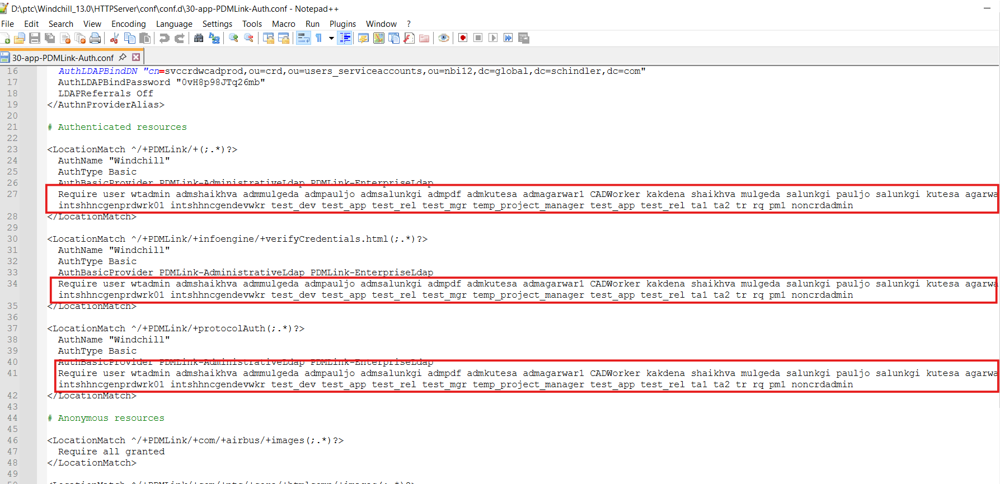 D:\ptc\Windchill_13.0\HTTPServer\conf\conf.d\30-app-PDMLink-Auth.conf - Notepad++
File Edit Search View Encoding Language Settings Tools Macro Run Plugins Window ?
30-app-PDMLink-Auth.conf
16 AuthLDAPBindDN "cn=svccrdwcadprod,ou=crd,ou=users_serviceaccounts,ou=nbi12,dc=global,dc=schindler,dc=com"
17 AuthLDAPBindPassword "0vH8p98JTq26mb"
18 LDAPReferrals Off
19 </AuthnProviderAlias>
20
21 # Authenticated resources
22
23 <LocationMatch ^/+PDMLink/+(;.*)?>
24 AuthName "Windchill"
25 AuthType Basic
26 AuthBasicProvider PDMLink-AdministrativeLdap PDMLink-EnterpriseLdap
27 Require user wtadmin admshaikhva admmulgeda admpauljo admsalunkgi admpdf admkutesa admagarwar1 CADWorker kakdena shaikhva mulgeda salunkgi pauljo salunkgi kutesa agarwa
intshhncgenprdwrk01 intshhncgendevwkr test_dev test_app test_rel test_mgr temp_project_manager test_app test_rel ta1 ta2 tr rq pm1 noncrdadmin
28 </LocationMatch>
29
30 <LocationMatch ^/+PDMLink/+infoengine/+verifyCredentials.html(;.*)?>
31 AuthName "Windchill"
32 AuthType Basic
33 AuthBasicProvider PDMLink-AdministrativeLdap PDMLink-EnterpriseLdap
34 Require user wtadmin admshaikhva admmulgeda admpauljo admsalunkgi admpdf admkutesa admagarwar1 CADWorker kakdena shaikhva mulgeda salunkgi pauljo salunkgi kutesa agarwa
intshhncgenprdwrk01 intshhncgendevwkr test_dev test_app test_rel test_mgr temp_project_manager test_app test_rel ta1 ta2 tr rq pm1 noncrdadmin
35 </LocationMatch>
36
37 <LocationMatch ^/+PDMLink/+protocolAuth(;.*)?>
38 AuthName "Windchill"
39 AuthType Basic
40 AuthBasicProvider PDMLink-AdministrativeLdap PDMLink-EnterpriseLdap
41 Require user wtadmin admshaikhva admmulgeda admpauljo admsalunkgi admpdf admkutesa admagarwar1 CADWorker kakdena shaikhva mulgeda salunkgi pauljo salunkgi kutesa agarwa
intshhncgenprdwrk01 intshhncgendevwkr test_dev test_app test_rel test_mgr temp_project_manager test_app test_rel ta1 ta2 tr rq pm1 noncrdadmin
42 </LocationMatch>
43
44 # Anonymous resources
45
46 <LocationMatch ^/+PDMLink/+com/+airbus/+images(;.*)?>
47 Require all granted
48 </LocationMatch>
49